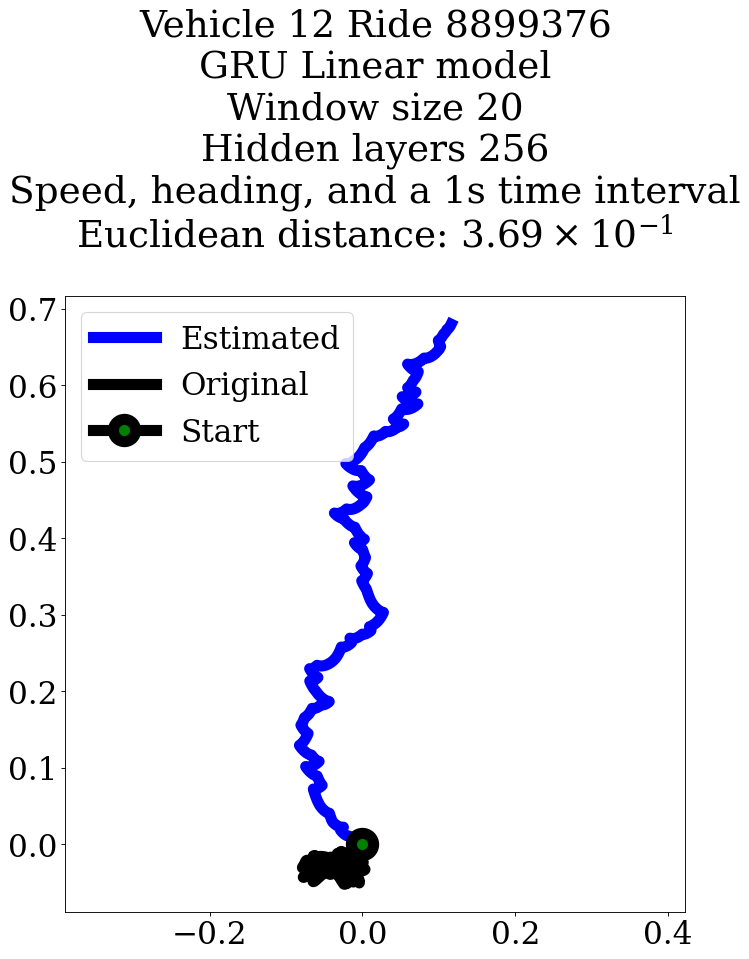 Vehicle 12 Ride 8899376
GRU Linear model
Window size 20
Hidden layers 256
Speed, heading, and a 1s time interval
Euclidean distance: 3.69 × 10⁻¹
0.7
0.6
0.5
0.4
0.3
0.2
0.1
0.0
Estimated
Original
Start
−0.2 0.0 0.2 0.4